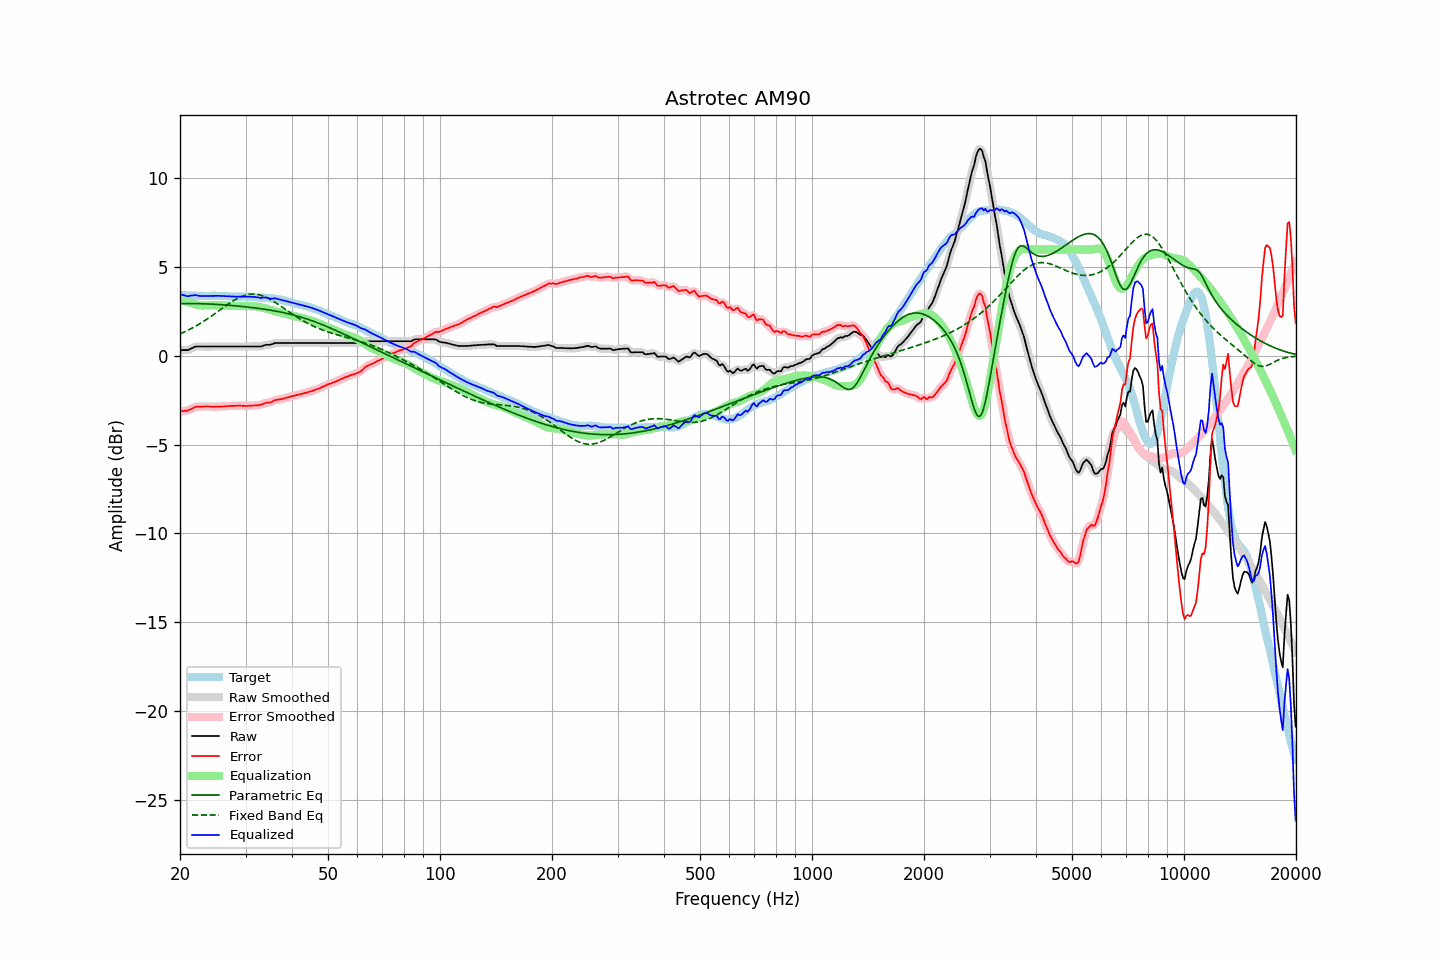 Astrotec AM90
Amplitude (dBr)
10
5
0
−5
−10
−15
−20
−25
Target
Raw Smoothed
Error Smoothed
Raw
Error
Equalization
Parametric Eq
Fixed Band Eq
Equalized
20 50 100 200 500 1000 2000 5000 10000 20000
Frequency (Hz)